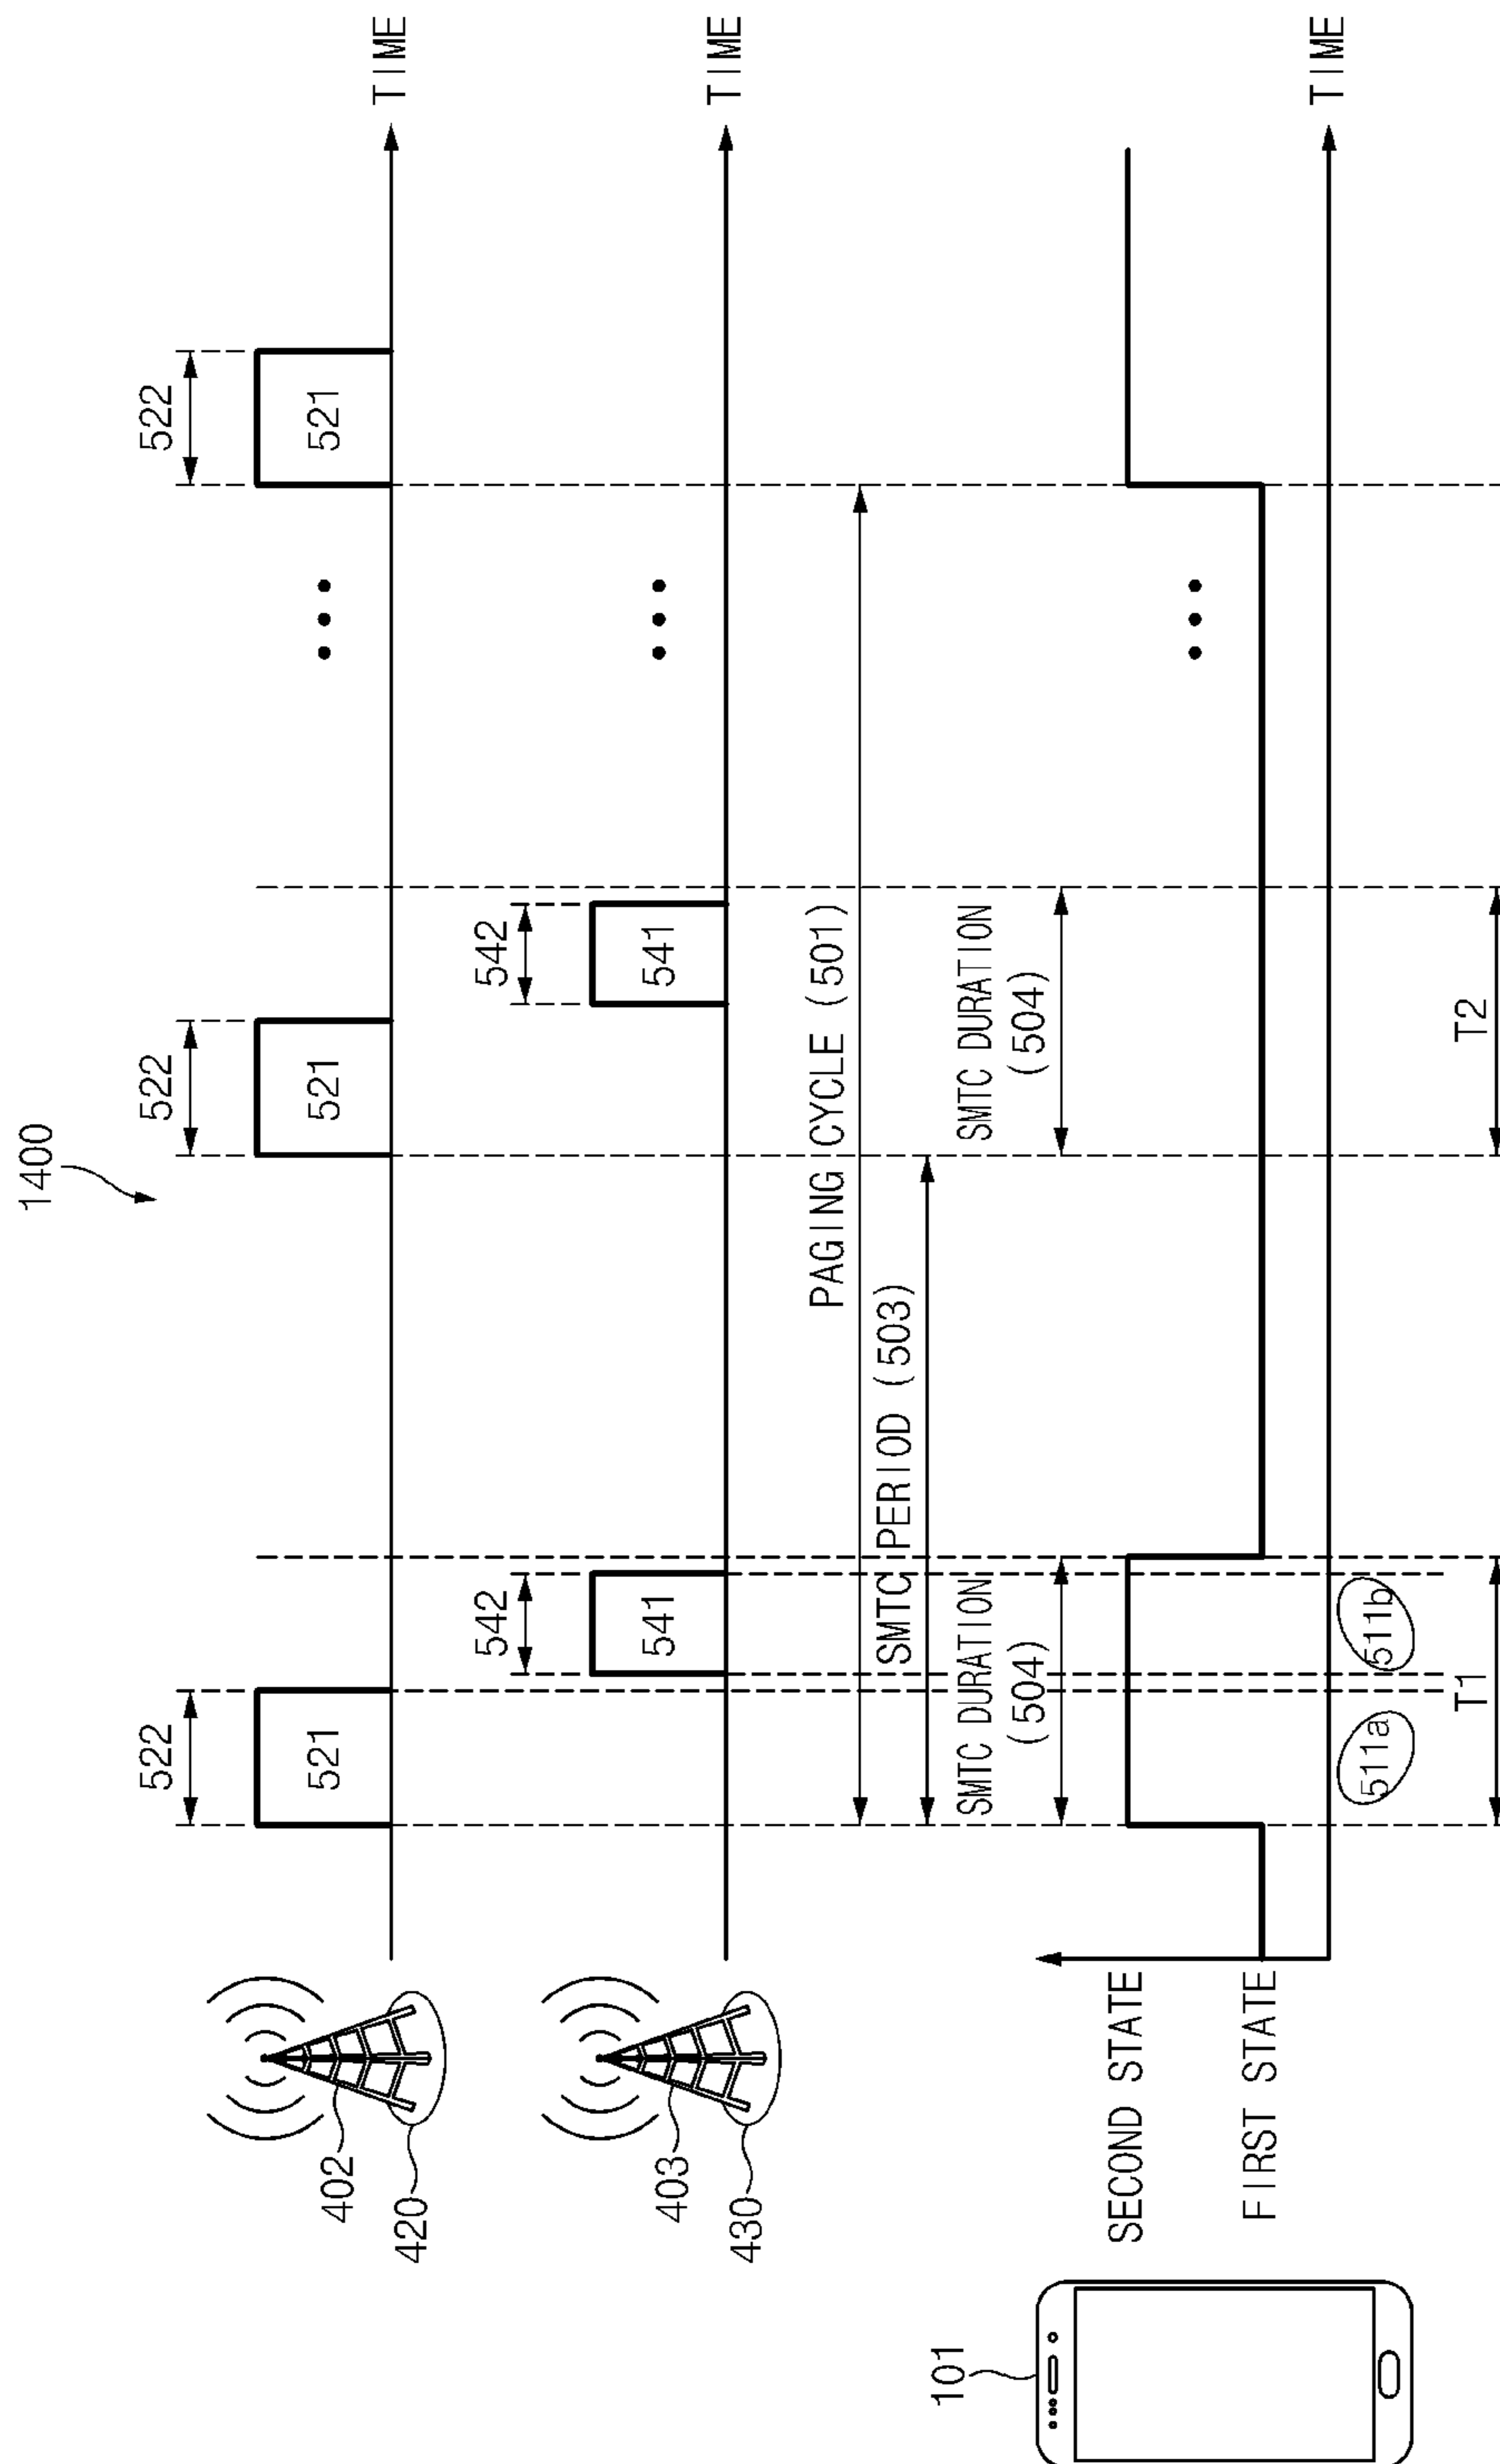 1400
522
522
522
521
521
521
TIME
402
420
542
542
541
541
TIME
403
430
PAGING CYCLE (501)
SMTC PERIOD (503)
SMTC DURATION
(504)
SMTC DURATION
(504)
101
SECOND STATE
FIRST STATE
TIME
511a
511b
T1
T2